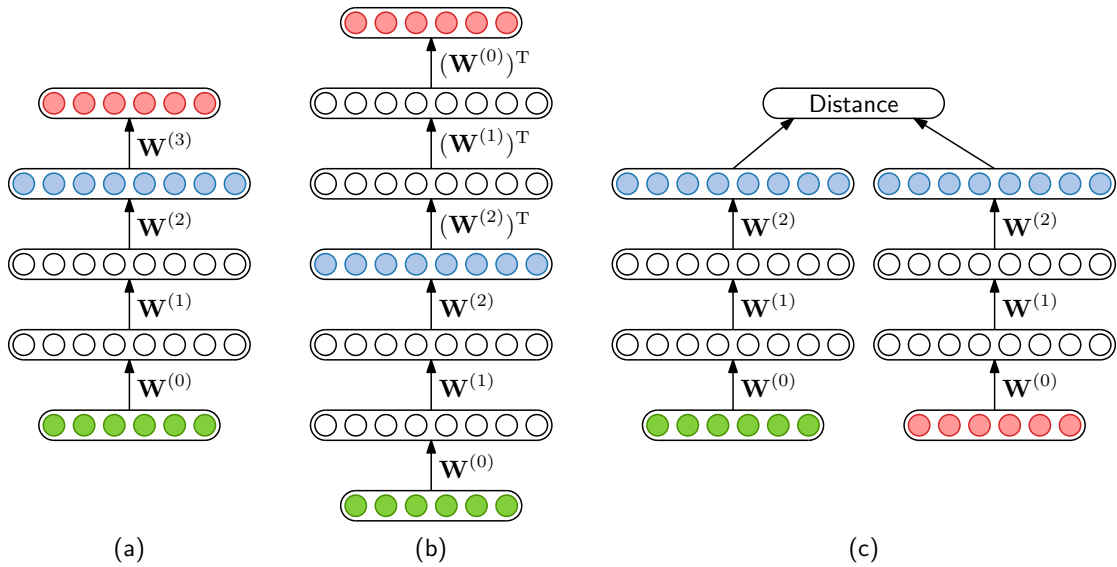 W^(3)
W^(2)
W^(1)
W^(0)
(a)
(W^(0))^T
(W^(1))^T
(W^(2))^T
W^(2)
W^(1)
W^(0)
(b)
Distance
W^(2) W^(2)
W^(1) W^(1)
W^(0) W^(0)
(c)